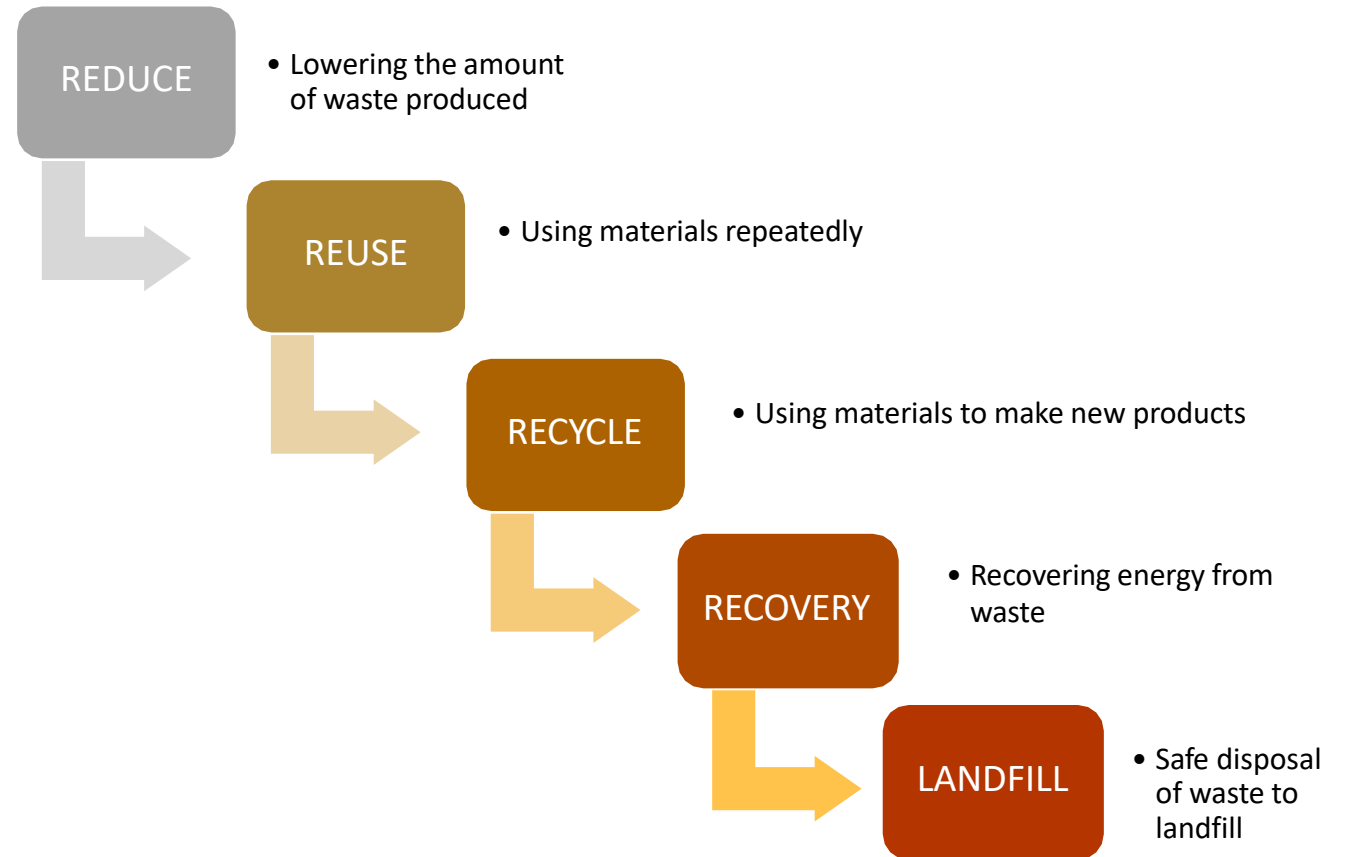 REDUCE
• Lowering the amount
of waste produced
REUSE
• Using materials repeatedly
RECYCLE
• Using materials to make new products
RECOVERY
• Recovering energy from
waste
LANDFILL
• Safe disposal
of waste to
landfill